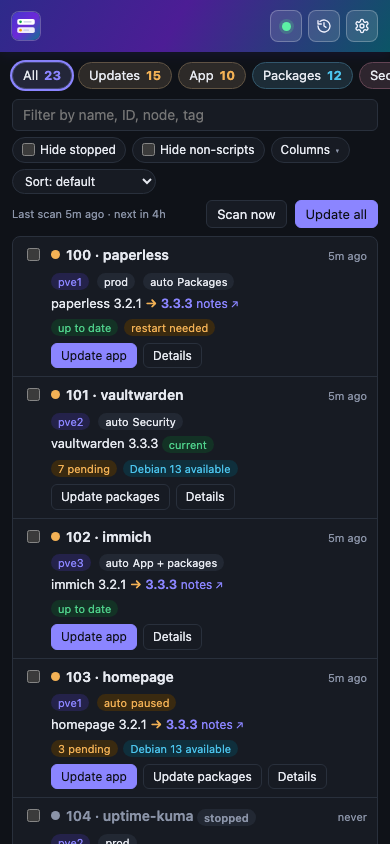 All 23 Updates 15 App 10 Packages 12 Sec
Filter by name, ID, node, tag
Hide stopped Hide non-scripts Columns
Sort: default
Last scan 5m ago · next in 4h Scan now Update all
100 · paperless 5m ago
pve1 prod auto Packages
paperless 3.2.1 → 3.3.3 notes ↗
up to date restart needed
Update app Details
101 · vaultwarden 5m ago
pve2 auto Security
vaultwarden 3.3.3 current
7 pending Debian 13 available
Update packages Details
102 · immich 5m ago
pve3 auto App + packages
immich 3.2.1 → 3.3.3 notes ↗
up to date
Update app Details
103 · homepage 5m ago
pve1 auto paused
homepage 3.2.1 → 3.3.3 notes ↗
3 pending Debian 13 available
Update app Update packages Details
104 · uptime-kuma stopped never
pve2 prod